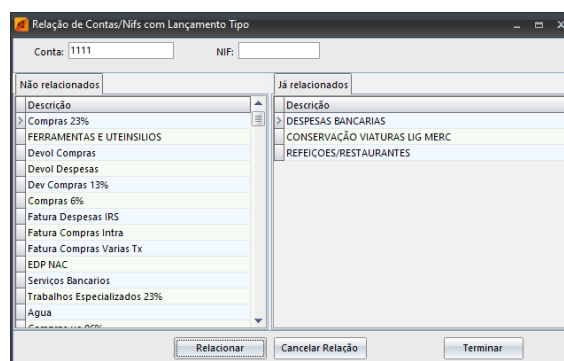 Relação de Contas/Nifs com Lançamento Tipo
Conta: 1111 NIF:
Não relacionados
Descrição
Compras 23%
FERRAMENTAS E UTEINSILIOS
Devol Compras
Devol Despesas
Dev Compras 13%
Compras 6%
Fatura Despesas IRS
Fatura Compras Intra
Fatura Compras Varias Tx
EDP NAC
Serviços Bancarios
Trabalhos Especializados 23%
Agua
Já relacionados
Descrição
DESPESAS BANCARIAS
CONSERVAÇÃO VIATURAS LIG MERC
REFEIÇOES/RESTAURANTES
Relacionar Cancelar Relação Terminar